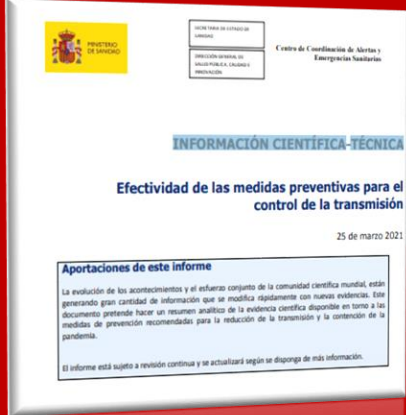 MINISTERIO
DE SANIDAD
SECRETARIA DE ESTADO DE
SANIDAD
DIRECCIÓN GENERAL DE
SALUD PÚBLICA, CALIDAD E
INNOVACIÓN
Centro de Coordinación de Alertas y
Emergencias Sanitarias
INFORMACIÓN CIENTÍFICA-TÉCNICA
Efectividad de las medidas preventivas para el
control de la transmisión
25 de marzo 2021
Aportaciones de este informe
La evolución de los acontecimientos y el esfuerzo conjunto de la comunidad científica mundial, están
generando gran cantidad de información que se modifica rápidamente con nuevas evidencias. Este
documento pretende hacer un resumen analítico de la evidencia científica disponible en torno a las
medidas de prevención recomendadas para la reducción de la transmisión y la contención de la
pandemia.
El informe está sujeto a revisión continua y se actualizará según se disponga de más información.